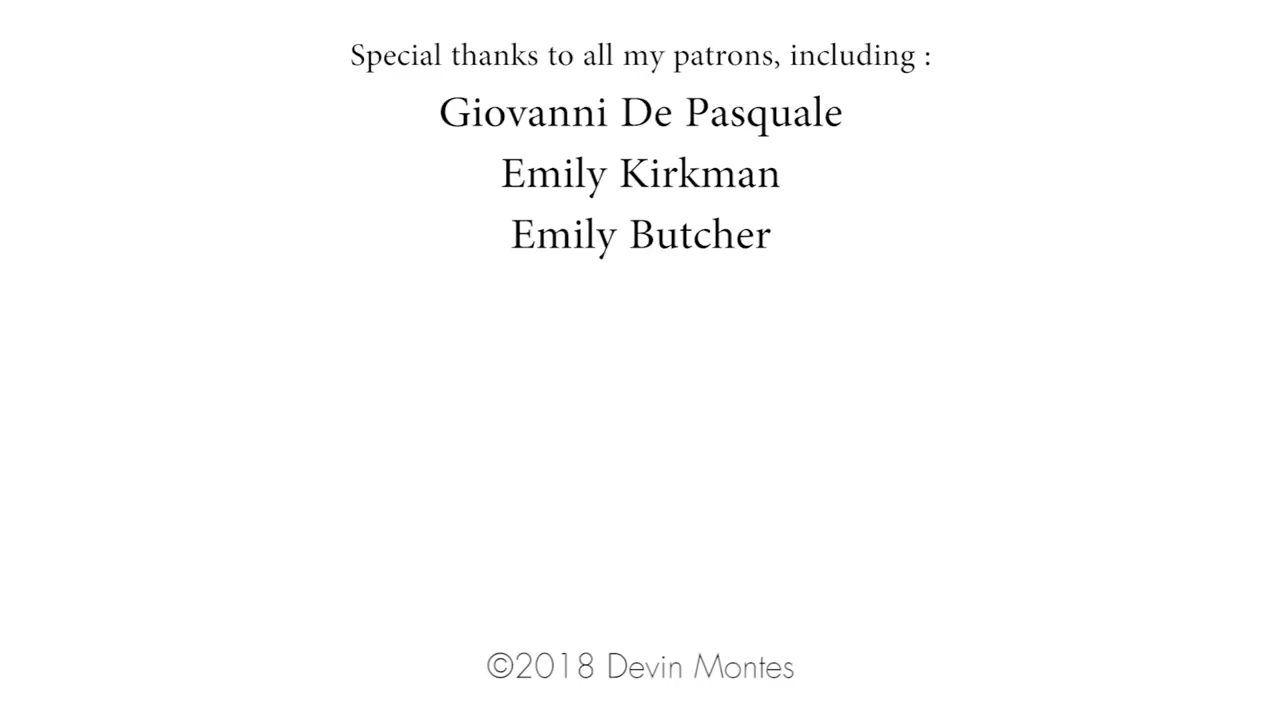 Special thanks to all my patrons, including :
Giovanni De Pasquale
Emily Kirkman
Emily Butcher
©2018 Devin Montes